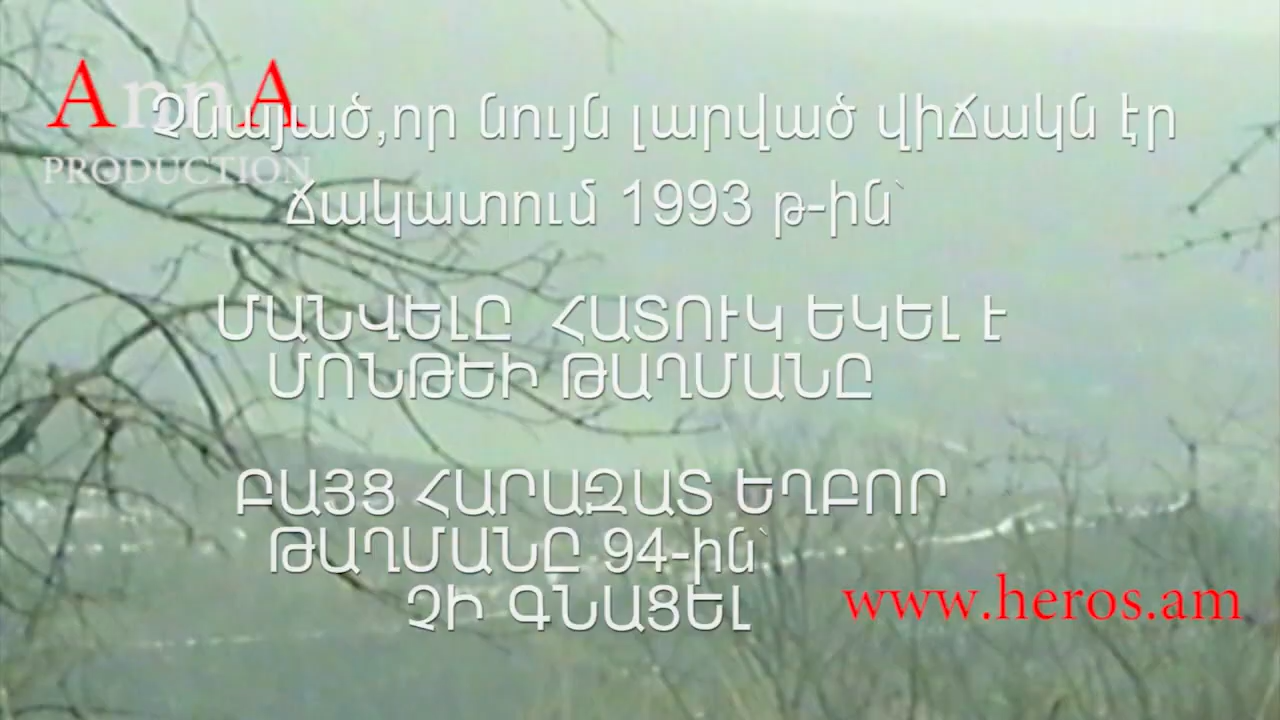 AnnA
PRODUCTION
Չնայած,որ նույն լարված վիճակն էր
ճակատում 1993 թ-ին՝
ՄԱՆՎԵԼԸ ՀԱՏՈՒԿ ԵԿԵԼ է
ՄՈՆԹԵԻ ԹԱՂՄԱՆԸ
ԲԱՅՑ ՀԱՐԱԶԱՏ ԵՂԲՈՐ
ԹԱՂՄԱՆԸ 94-ին՝
ՉԻ ԳՆԱՑԵԼ
www.heros.am